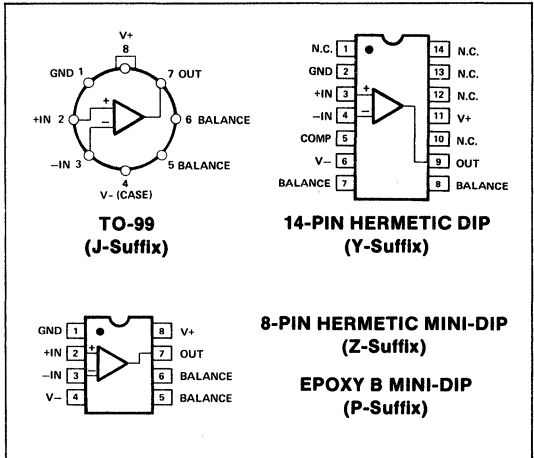 V+
8
GND 1
7 OUT
+IN 2
+
−
6 BALANCE
−IN 3
5 BALANCE
4
V− (CASE)
TO-99
(J-Suffix)
N.C. 1
14 N.C.
GND 2
13 N.C.
+IN 3
+
12 N.C.
−IN 4
−
11 V+
COMP 5
10 N.C.
V− 6
9 OUT
BALANCE 7
8 BALANCE
14-PIN HERMETIC DIP
(Y-Suffix)
GND 1
8 V+
+IN 2
+
7 OUT
−IN 3
−
6 BALANCE
V− 4
5 BALANCE
8-PIN HERMETIC MINI-DIP
(Z-Suffix)
EPOXY B MINI-DIP
(P-Suffix)